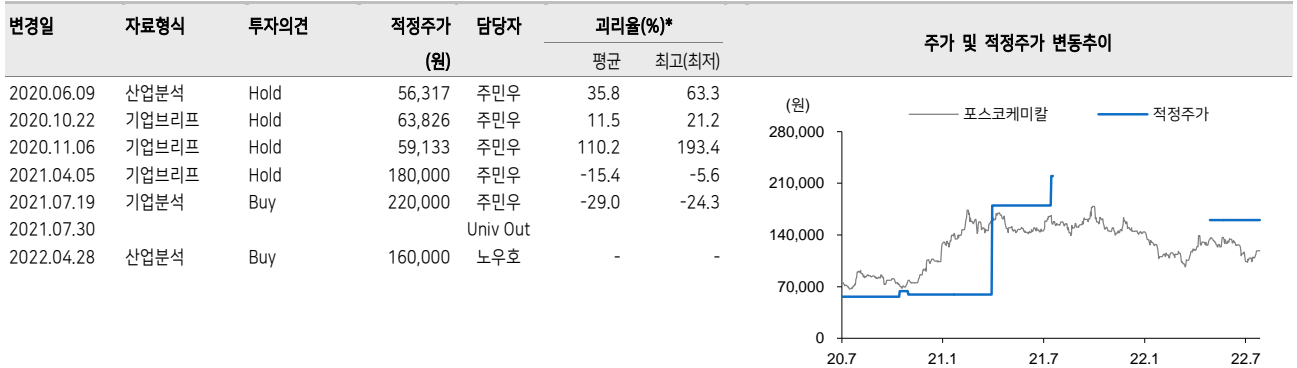 변경일 자료형식 투자의견 적정주가 담당자 괴리율(%)*
(원) 평균 최고(최저)
2020.06.09 산업분석 Hold 56,317 주민우 35.8 63.3
2020.10.22 기업브리프 Hold 63,826 주민우 11.5 21.2
2020.11.06 기업브리프 Hold 59,133 주민우 110.2 193.4
2021.04.05 기업브리프 Hold 180,000 주민우 -15.4 -5.6
2021.07.19 기업분석 Buy 220,000 주민우 -29.0 -24.3
2021.07.30 Univ Out
2022.04.28 산업분석 Buy 160,000 노우호 - -
주가 및 적정주가 변동추이
(원)
포스코케미칼 적정주가
280,000
210,000
140,000
70,000
0
20.7 21.1 21.7 22.1 22.7